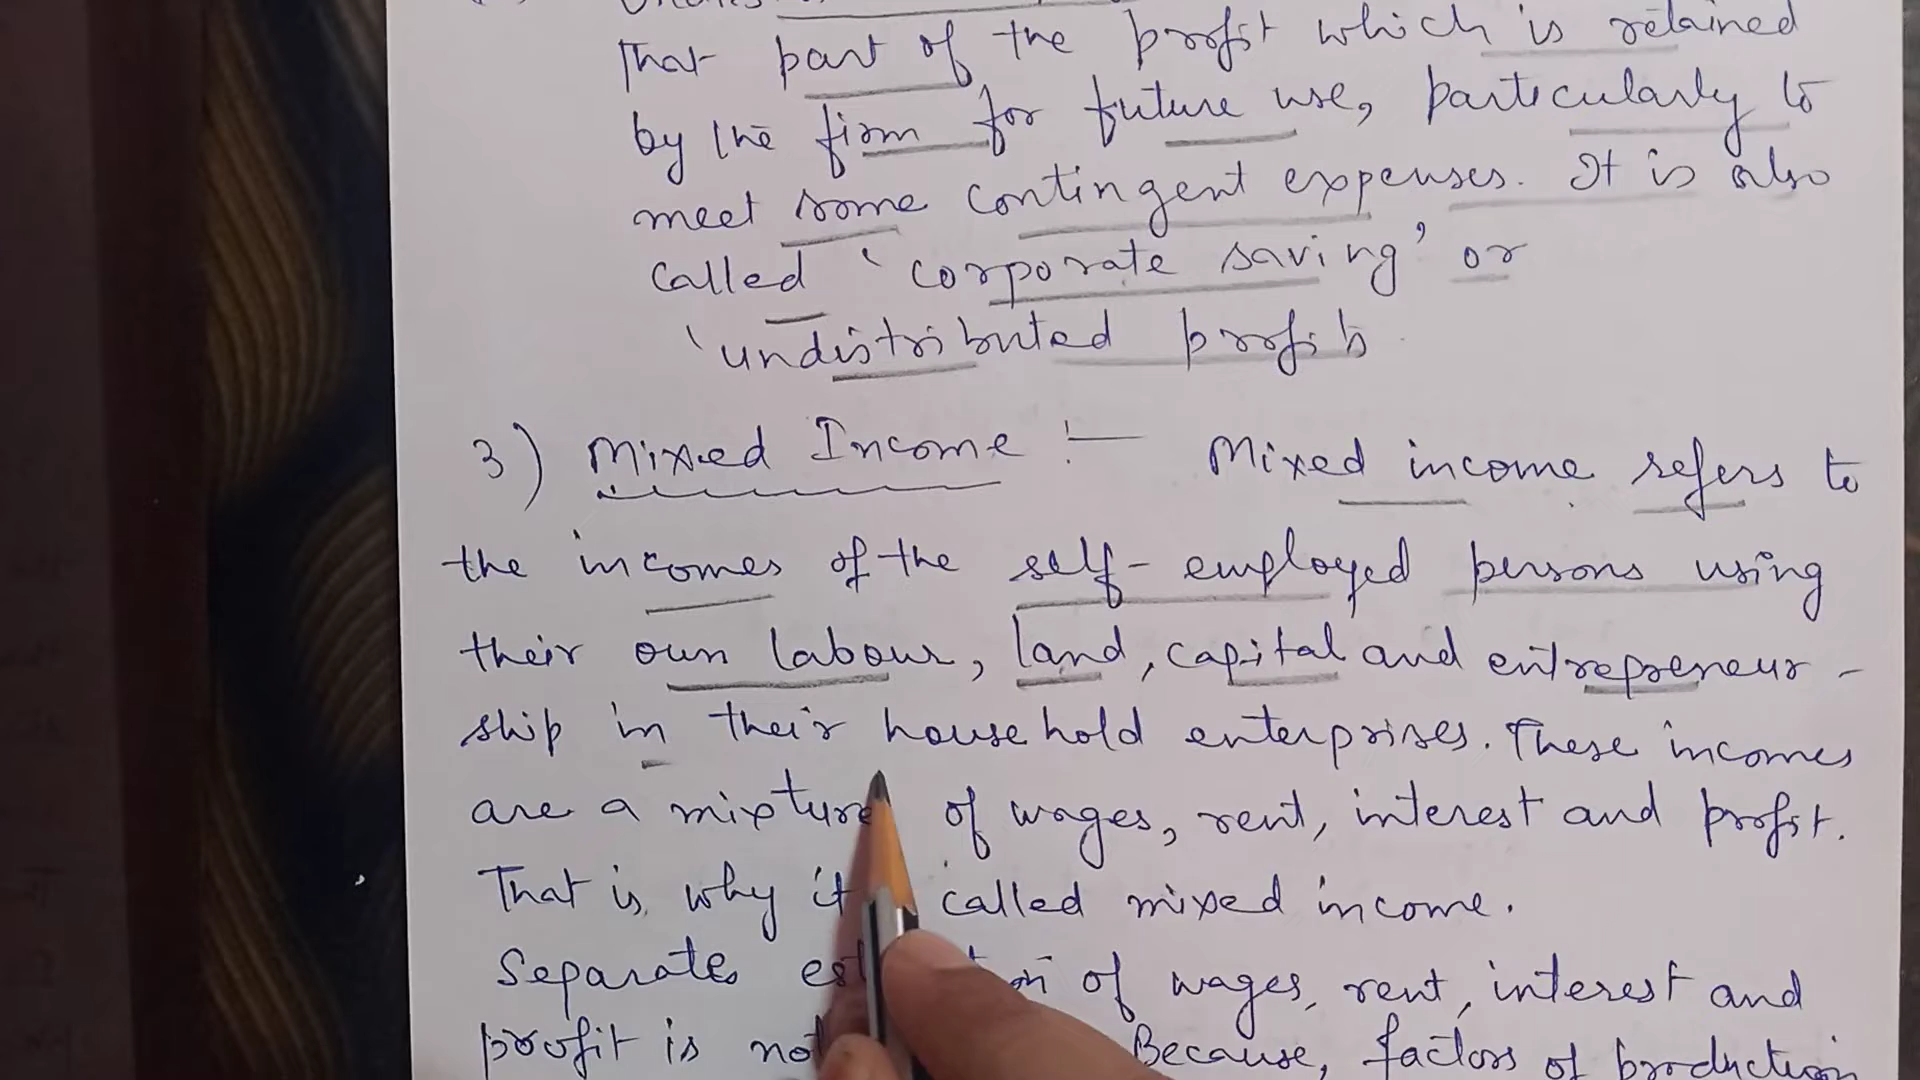 That part of the profit which is retained
by the firm for future use, particularly to
meet some contingent expenses. It is also
called 'corporate saving' or
'undistributed profits
3) Mixed Income :- Mixed income refers to
the incomes of the self-employed persons using
their own labour, land, capital and entrepreneur-
ship in their household enterprises. These incomes
are a mixture of wages, rent, interest and profit.
That is why it called mixed income.
Separate of wages, rent, interest and
profit is Because, factors of production